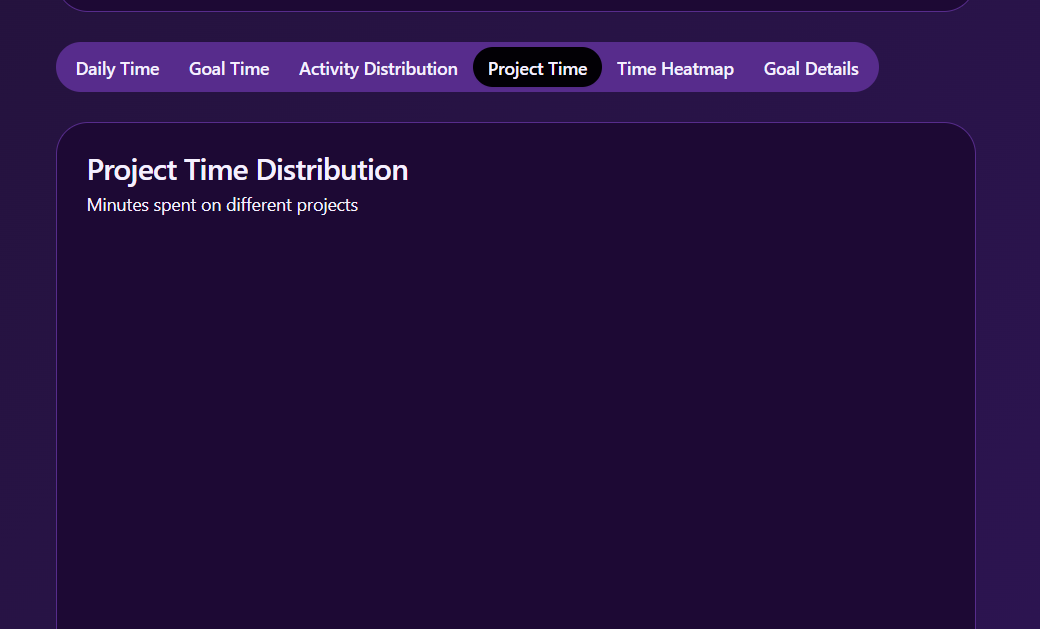 Daily Time Goal Time Activity Distribution Project Time Time Heatmap Goal Details
Project Time Distribution
Minutes spent on different projects